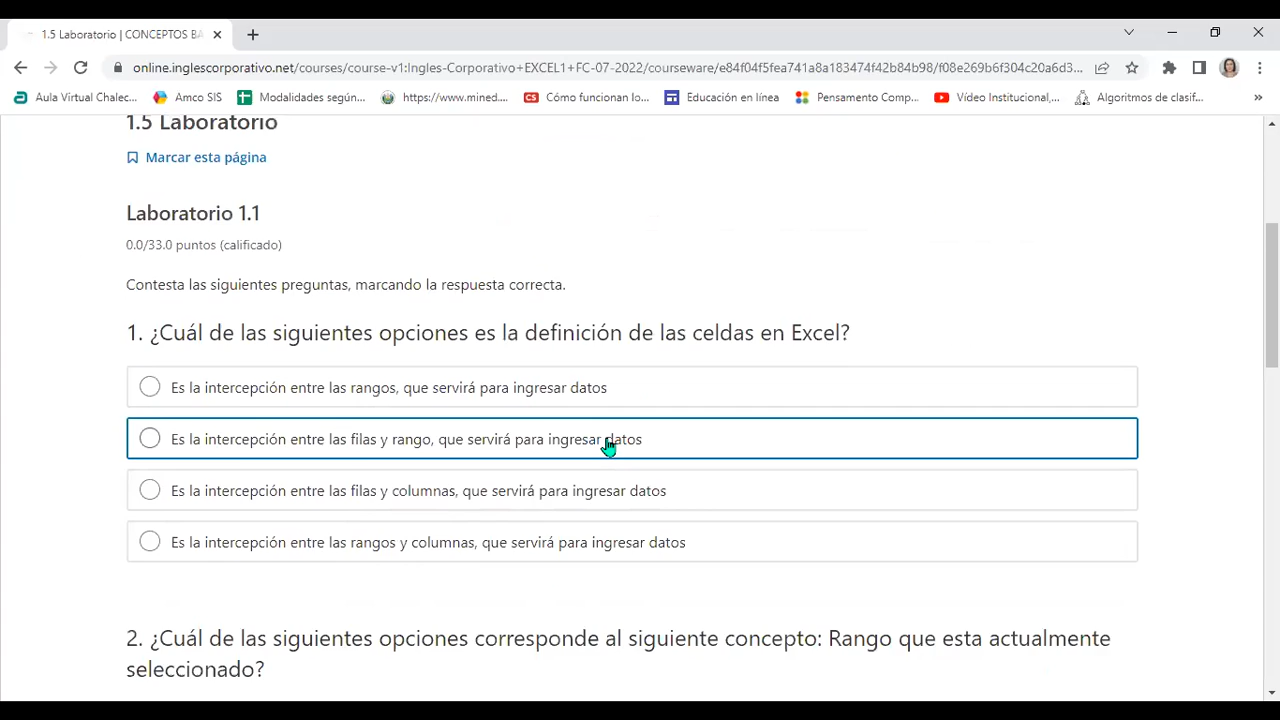 1.5 Laboratorio | CONCEPTOS BA
online.inglescorporativo.net/courses/course-v1:Ingles-Corporativo+EXCEL1+FC-07-2022/courseware/e84f04f5fea741a8a183474f42b84b98/f08e269b6f304c20a6d3...
Aula Virtual Chalec... Amco SIS Modalidades según... https://www.mined.... CS Cómo funcionan lo... Educación en línea Pensamento Comp... Vídeo Institucional,... Algoritmos de clasif... »
1.5 Laboratorio
Marcar esta página
Laboratorio 1.1
0.0/33.0 puntos (calificado)
Contesta las siguientes preguntas, marcando la respuesta correcta.
1. ¿Cuál de las siguientes opciones es la definición de las celdas en Excel?
Es la intercepción entre las rangos, que servirá para ingresar datos
Es la intercepción entre las filas y rango, que servirá para ingresar datos
Es la intercepción entre las filas y columnas, que servirá para ingresar datos
Es la intercepción entre las rangos y columnas, que servirá para ingresar datos
2. ¿Cuál de las siguientes opciones corresponde al siguiente concepto: Rango que esta actualmente
seleccionado?